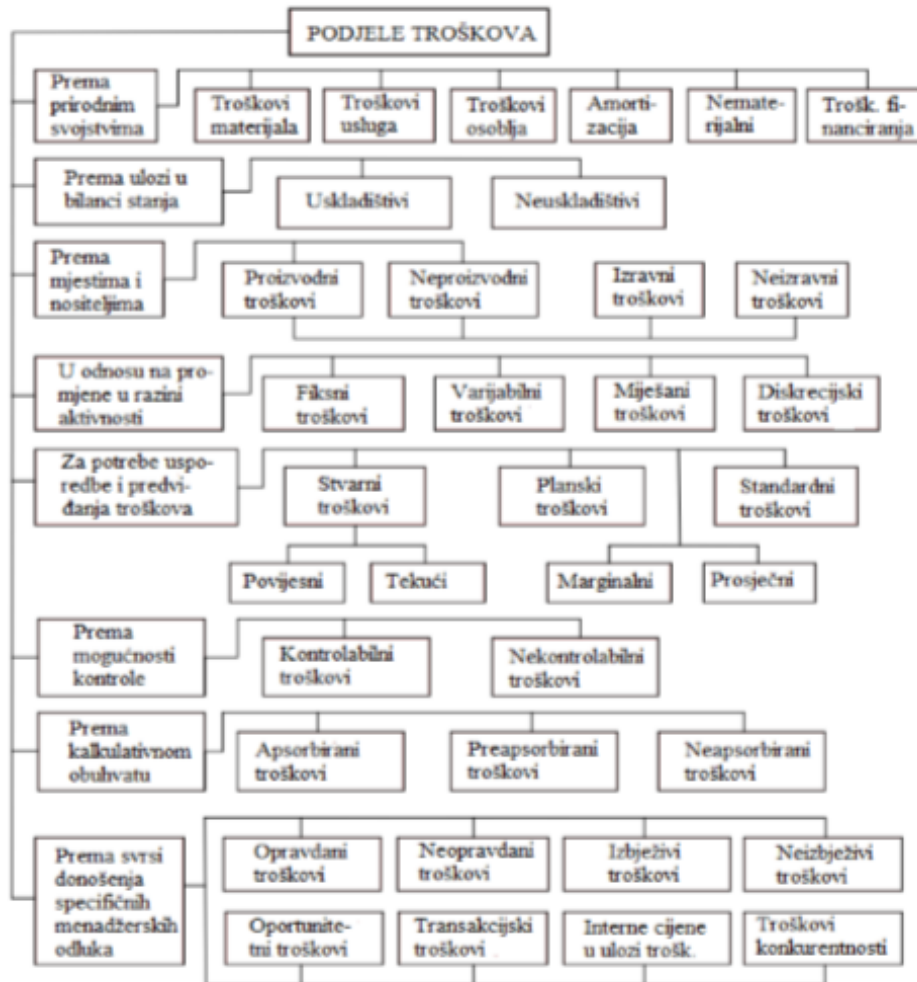 PODJELE TROŠKOVA
Prema
prirodnim
svojstvima
Troškovi
materijala
Troškovi
usluga
Troškovi
osoblja
Amorti-
zacija
Nemate-
rijalni
Trošk. fi-
nanciranja
Prema ulozi u
bilanci stanja
Uskladištivi
Neuskladištivi
Prema
mjestima i
nositeljima
Proizvodni
troškovi
Neproizvodni
troškovi
Izravni
troškovi
Neizravni
troškovi
U odnosu na pro-
mjene u razini
aktivnosti
Fiksni
troškovi
Varijabilni
troškovi
Miješani
troškovi
Diskrecijski
troškovi
Za potrebe uspo-
redbe i predvi-
đanja troškova
Stvarni
troškovi
Planski
troškovi
Standardni
troškovi
Povijesni
Tekući
Marginalni
Prosječni
Prema
mogućnosti
kontrole
Kontrolabilni
troškovi
Nekontrolabilni
troškovi
Prema
kalkulativnom
obuhvatu
Apsorbirani
troškovi
Preapsorbirani
troškovi
Neapsorbirani
troškovi
Prema svrsi
donošenja
specifičnih
menadžerskih
odluka
Opravdani
troškovi
Neopravdani
troškovi
Izbježivi
troškovi
Neizbježivi
troškovi
Oportunite-
tni troškovi
Transakcijski
troškovi
Interne cijene
u ulozi trošk.
Troškovi
konkurentnosti